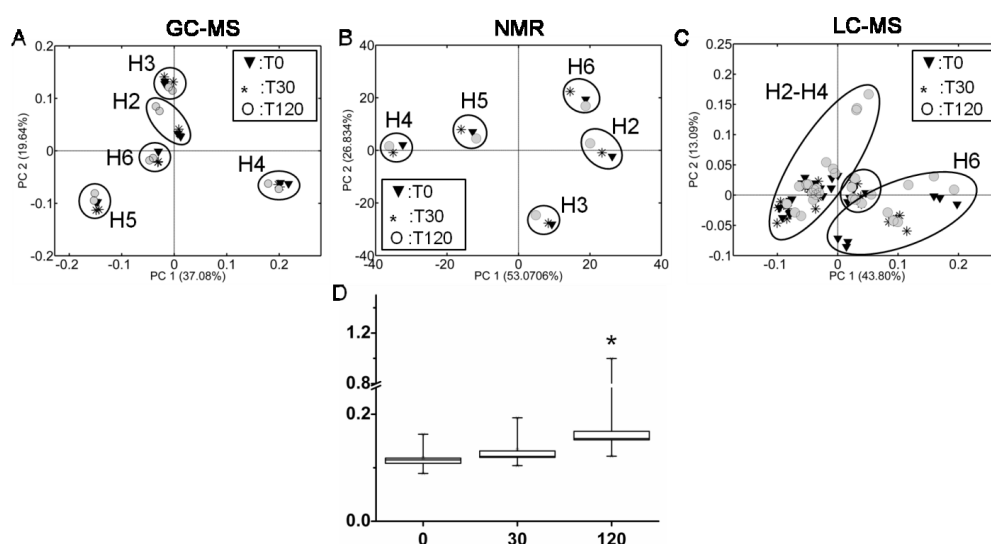 GC-MS
A
PC 2 (19.64%)
0.2
0.1
0
-0.1
-0.2
H3
H2
H6
H5
H4
▼:T0
*:T30
○:T120
-0.2
-0.1
0
0.1
0.2
PC 1 (37.08%)
NMR
B
PC 2 (26.834%)
40
20
0
-20
-40
H4
H5
H6
H2
H3
▼:T0
*:T30
○:T120
-40
-20
0
20
40
PC 1 (53.0706%)
LC-MS
C
PC 2 (13.09%)
0.25
0.2
0.15
0.1
0.05
0
-0.05
-0.1
H2-H4
H6
▼:T0
*:T30
○:T120
-0.1
0
0.1
0.2
PC 1 (43.80%)
D
1.2
0.8
0.2
0.0
*
0
30
120